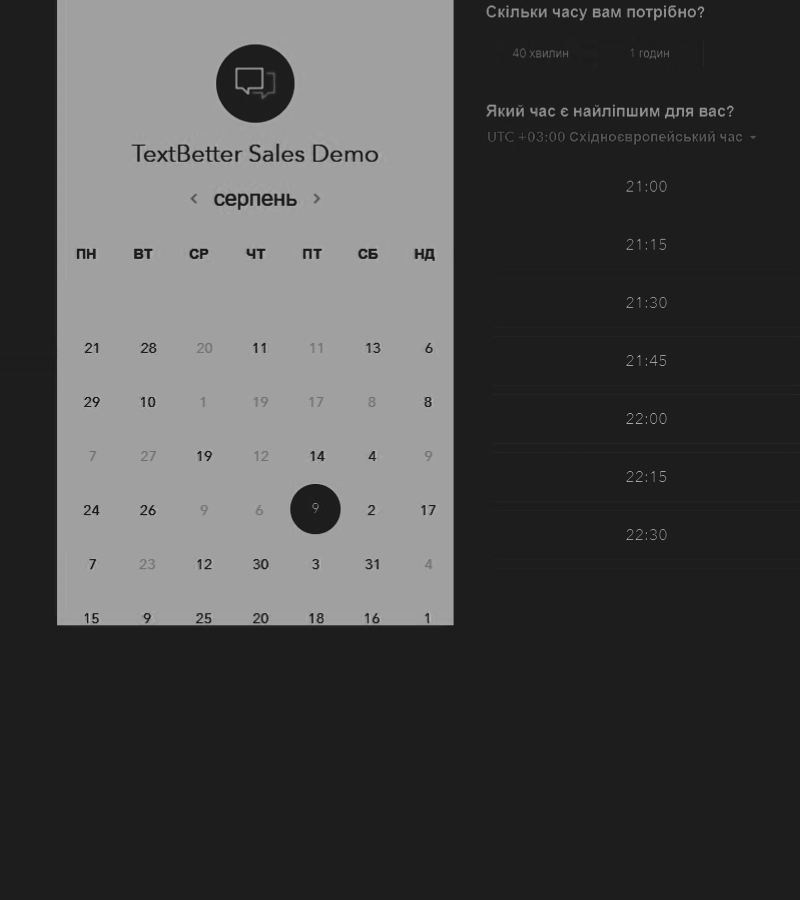 TextBetter Sales Demo
серпень
ПН ВТ СР ЧТ ПТ СБ НД
21 28 20 11 11 13 6
29 10 1 19 17 8 8
7 27 19 12 14 4 9
24 26 9 6 9 2 17
7 23 12 30 3 31 4
15 9 25 20 18 16 1
Скільки часу вам потрібно?
40 хвилин 1 годин
Який час є найліпшим для вас?
UTC +03:00 Східноєвропейський час
21:00
21:15
21:30
21:45
22:00
22:15
22:30